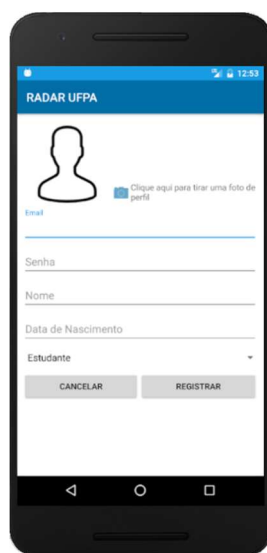 12:53
RADAR UFPA
Clique aqui para tirar uma foto de
perfil
Email
Senha
Nome
Data de Nascimento
Estudante
CANCELAR REGISTRAR